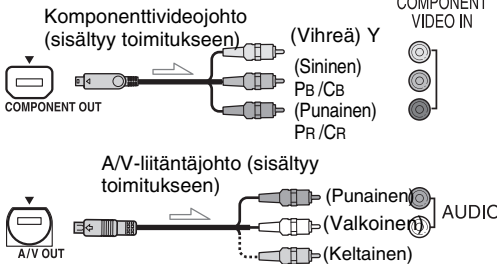 COMPONENT
VIDEO IN
Komponenttivideojohto
(sisältyy toimitukseen)
(Vihreä) Y
(Sininen)
PB /CB
(Punainen)
PR /CR
COMPONENT OUT
A/V-liitäntäjohto (sisältyy
toimitukseen)
(Punainen)
(Valkoinen)
AUDIO
(Keltainen)
A/V OUT